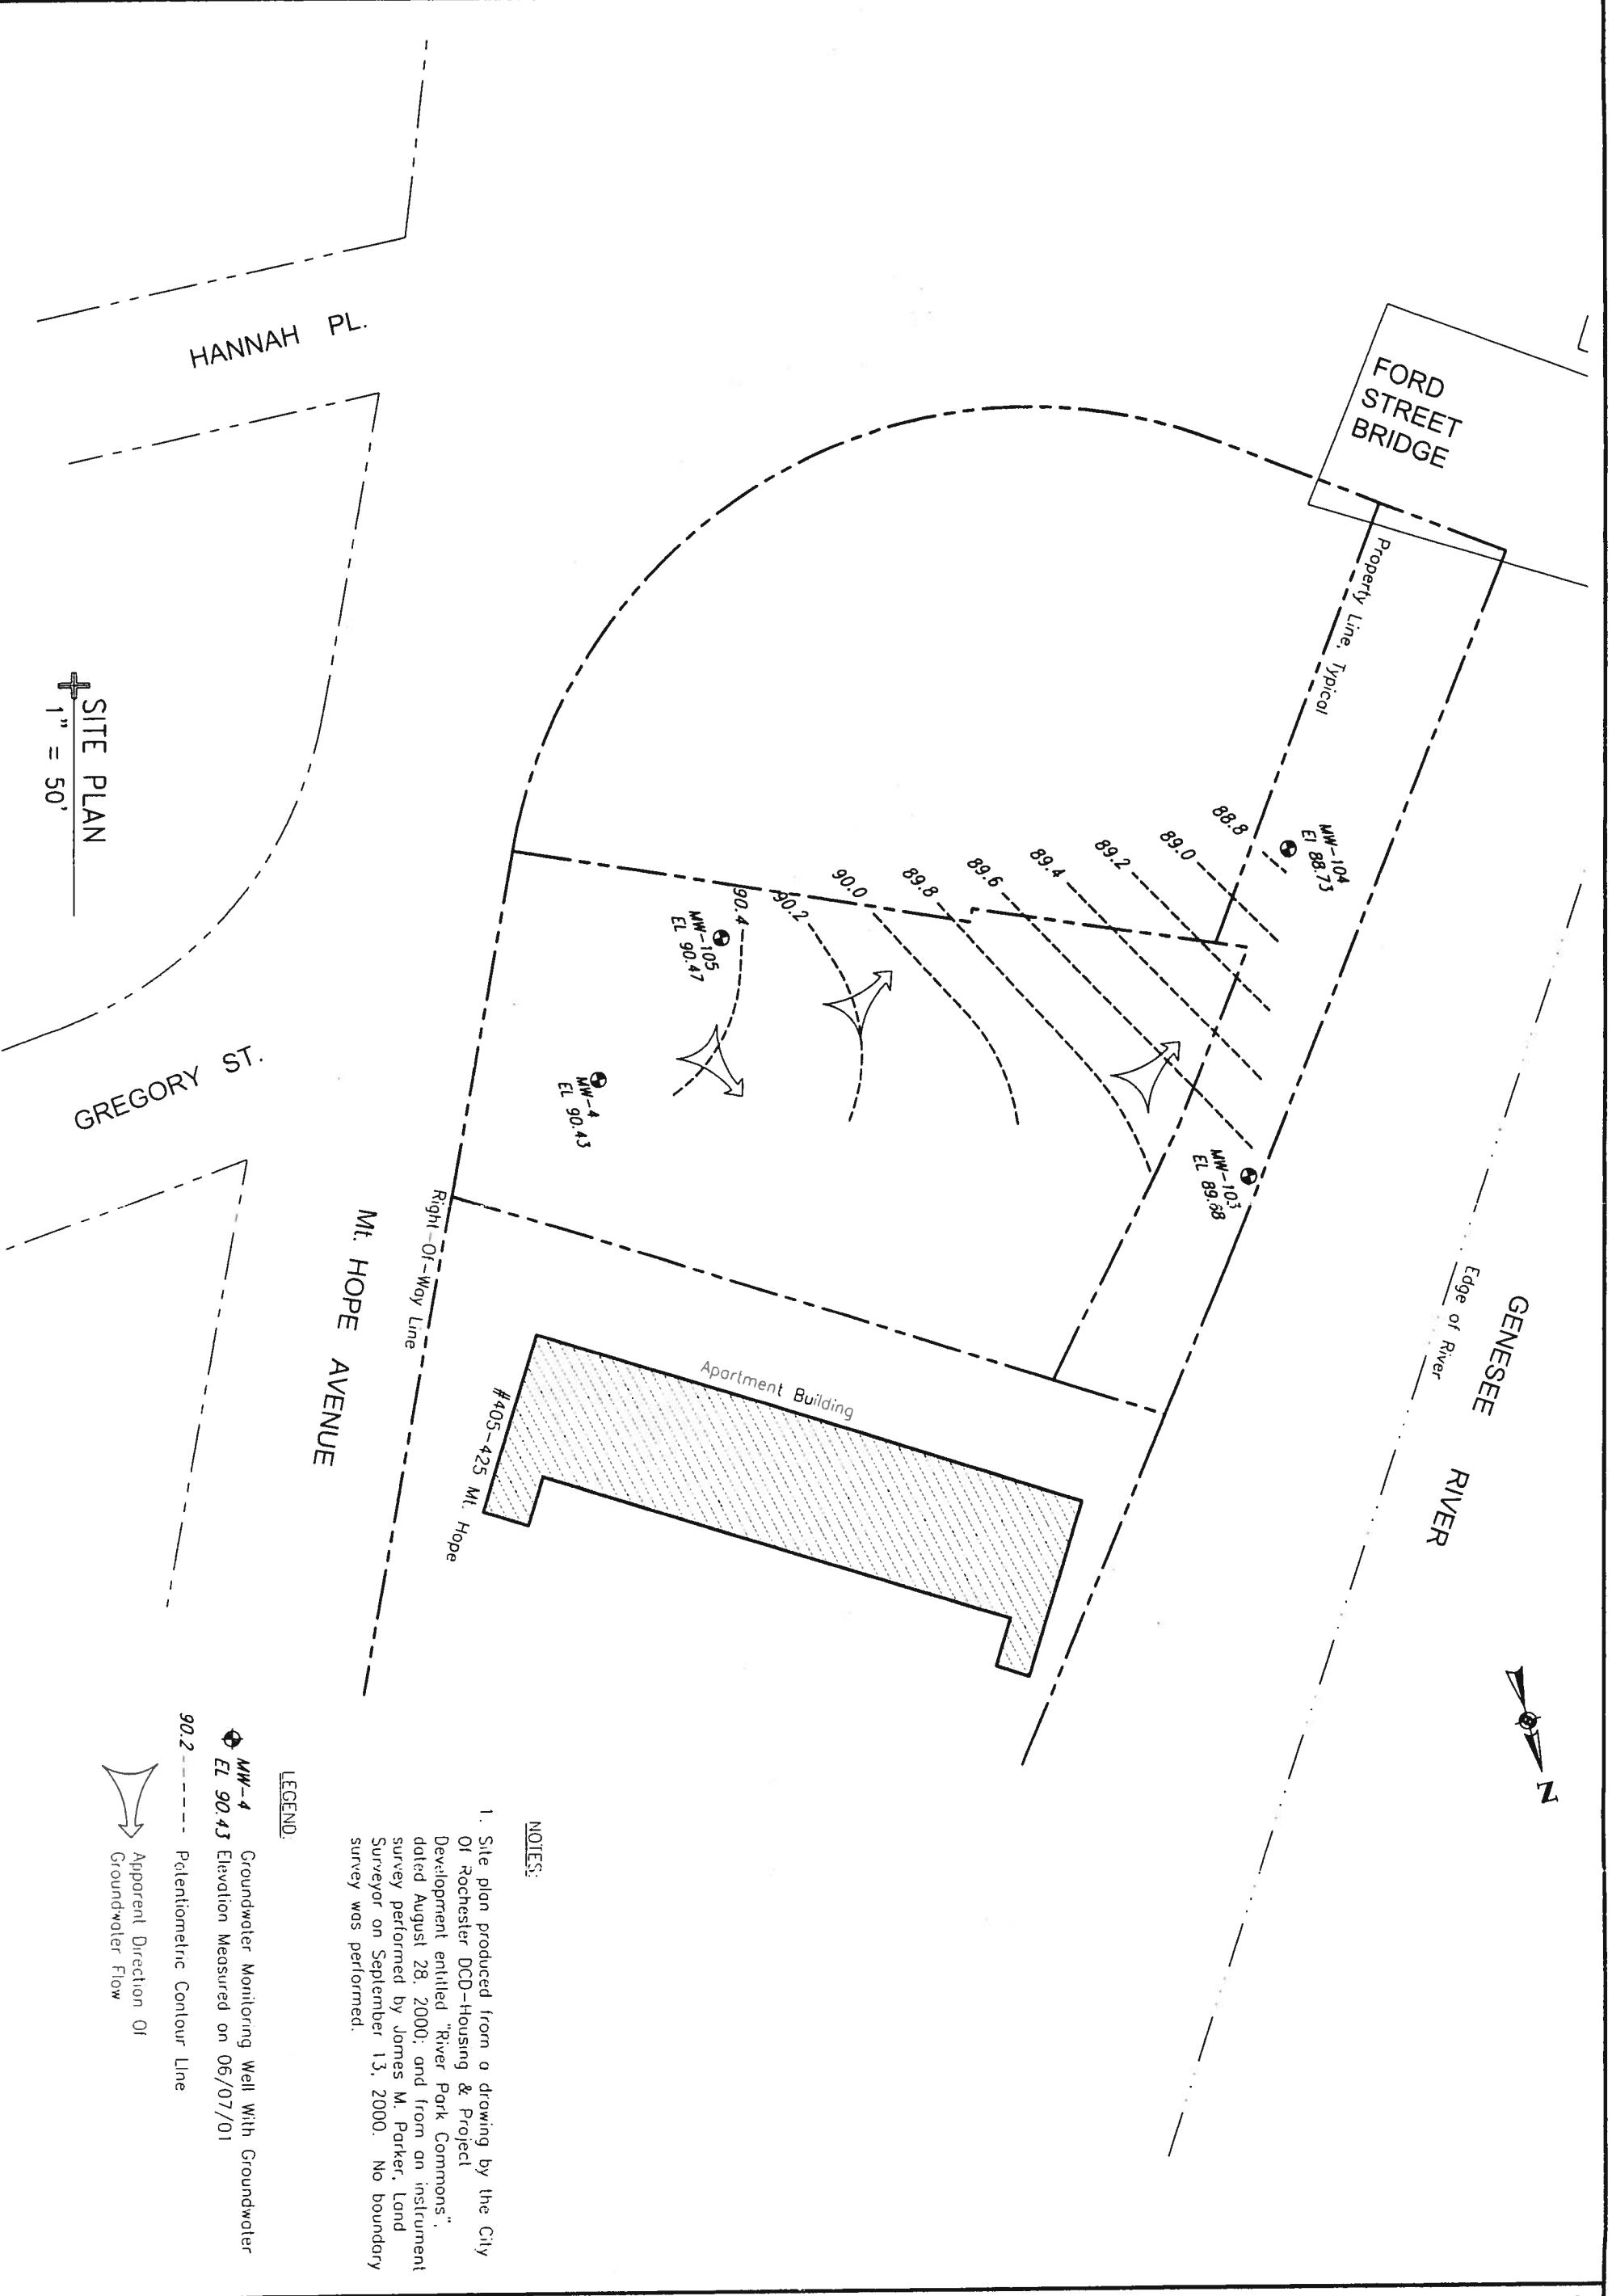 GENESEE RIVER
Edge of River
N
FORD
STREET
BRIDGE
Property Line, Typical
MW-104
El 88.73
88.8
89.0
89.2
89.4
89.6
89.8
90.0
90.2
90.4
MW-103
EL 89.68
MW-105
EL 90.47
MW-4
EL 90.43
Apartment Building
#405-425 Mt. Hope
Right-Of-Way Line
Mt. HOPE AVENUE
HANNAH PL.
GREGORY ST.
SITE PLAN
1" = 50'
NOTES:
1. Site plan produced from a drawing by the City
Of Rochester DCD-Housing & Project
Development entitled "River Park Commons",
dated August 28, 2000; and from an instrument
survey performed by James M. Parker, Land
Surveyor on September 13, 2000. No boundary
survey was performed.
LEGEND:
MW-4 Groundwater Monitoring Well With Groundwater
EL 90.43 Elevation Measured on 06/07/01
90.2 Potentiometric Contour Line
Apparent Direction Of
Groundwater Flow